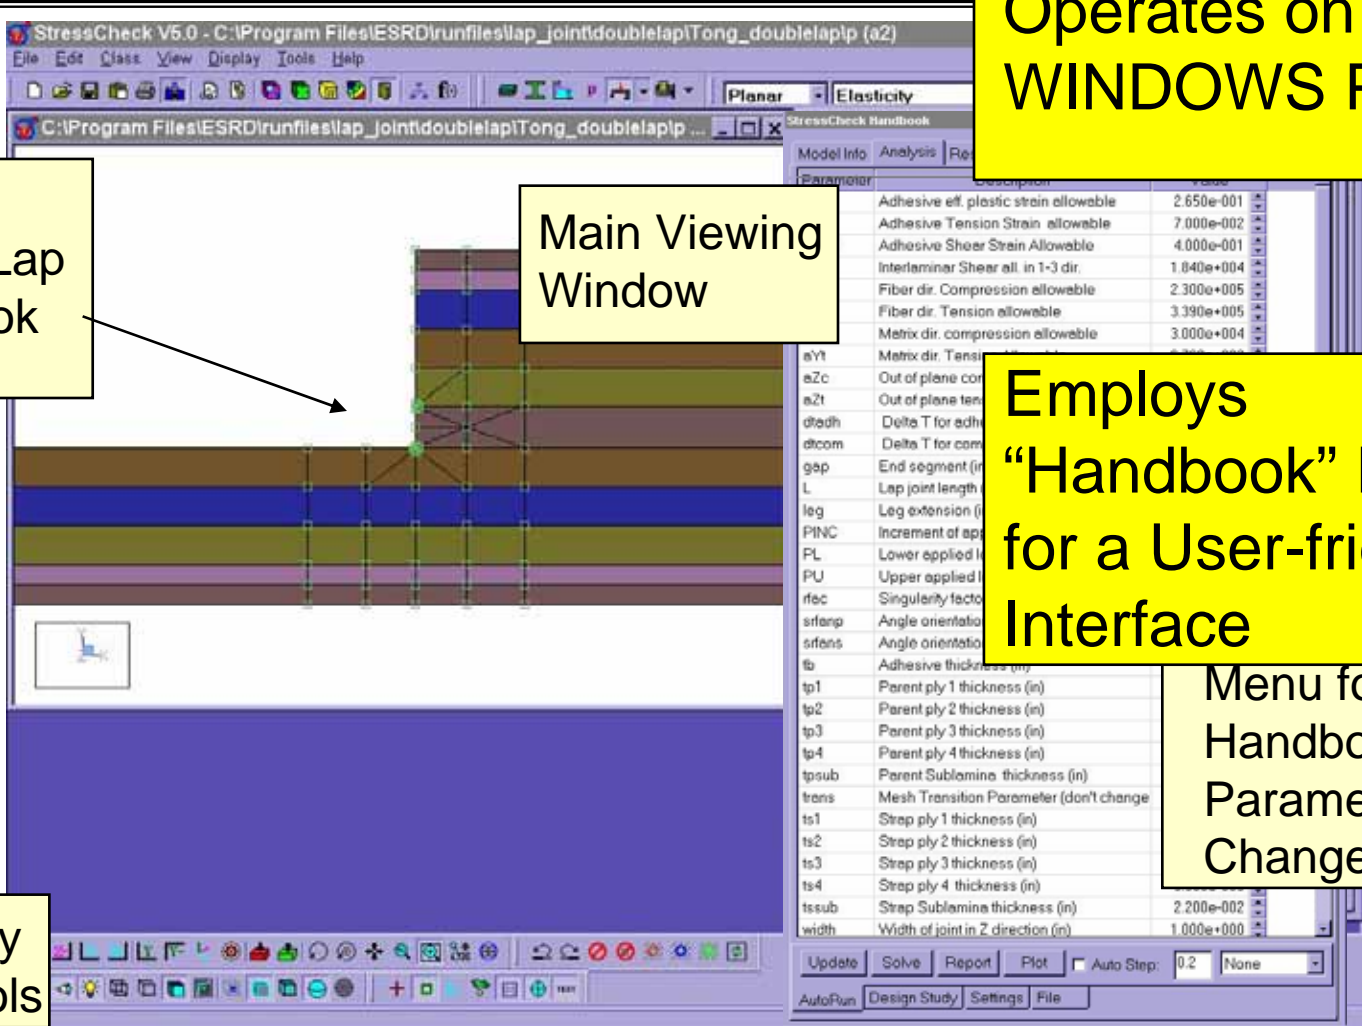 Operates on
WINDOWS P
StressCheck V5.0 - C:\Program Files\ESRD\runfiles\lap_joint\doublelap\Tong_doublelap\p (a2)
File Edit Class View Display Tools Help
Planar Elasticity
C:\Program Files\ESRD\runfiles\lap_joint\doublelap\Tong_doublelap\p ...
StressCheck Handbook
Model Info Analysis Res
Parameter Description Value
Adhesive eff. plastic strain allowable 2.650e-001
Adhesive Tension Strain allowable 7.000e-002
Adhesive Shear Strain Allowable 4.000e-001
Interlaminar Shear all. in 1-3 dir. 1.840e+004
Fiber dir. Compression allowable 2.300e+005
Fiber dir. Tension allowable 3.390e+005
Matrix dir. compression allowable 3.000e+004
aYt Matrix dir. Tensi
aZc Out of plane com
aZt Out of plane ten
dtadh Delta T for adhe
dtcom Delta T for com
gap End segment (in
L Lap joint length
leg Leg extension (i
PINC Increment of app
PL Lower applied l
PU Upper applied l
rfac Singularity facto
srfanp Angle orientatio
srfans Angle orientatio
tb Adhesive thickness (in)
tp1 Parent ply 1 thickness (in)
tp2 Parent ply 2 thickness (in)
tp3 Parent ply 3 thickness (in)
tp4 Parent ply 4 thickness (in)
tpsub Parent Sublamina thickness (in)
trans Mesh Transition Parameter (don't change
ts1 Strap ply 1 thickness (in)
ts2 Strap ply 2 thickness (in)
ts3 Strap ply 3 thickness (in)
ts4 Strap ply 4 thickness (in)
tssub Strap Sublamina thickness (in) 2.200e-002
width Width of joint in Z direction (in) 1.000e+000
Update Solve Report Plot Auto Step: 0.2 None
AutoRun Design Study Settings File
Lap
ok
Main Viewing
Window
Employs
“Handbook”
for a User-frie
Interface
Menu fo
Handbo
Parame
Change
y
ols